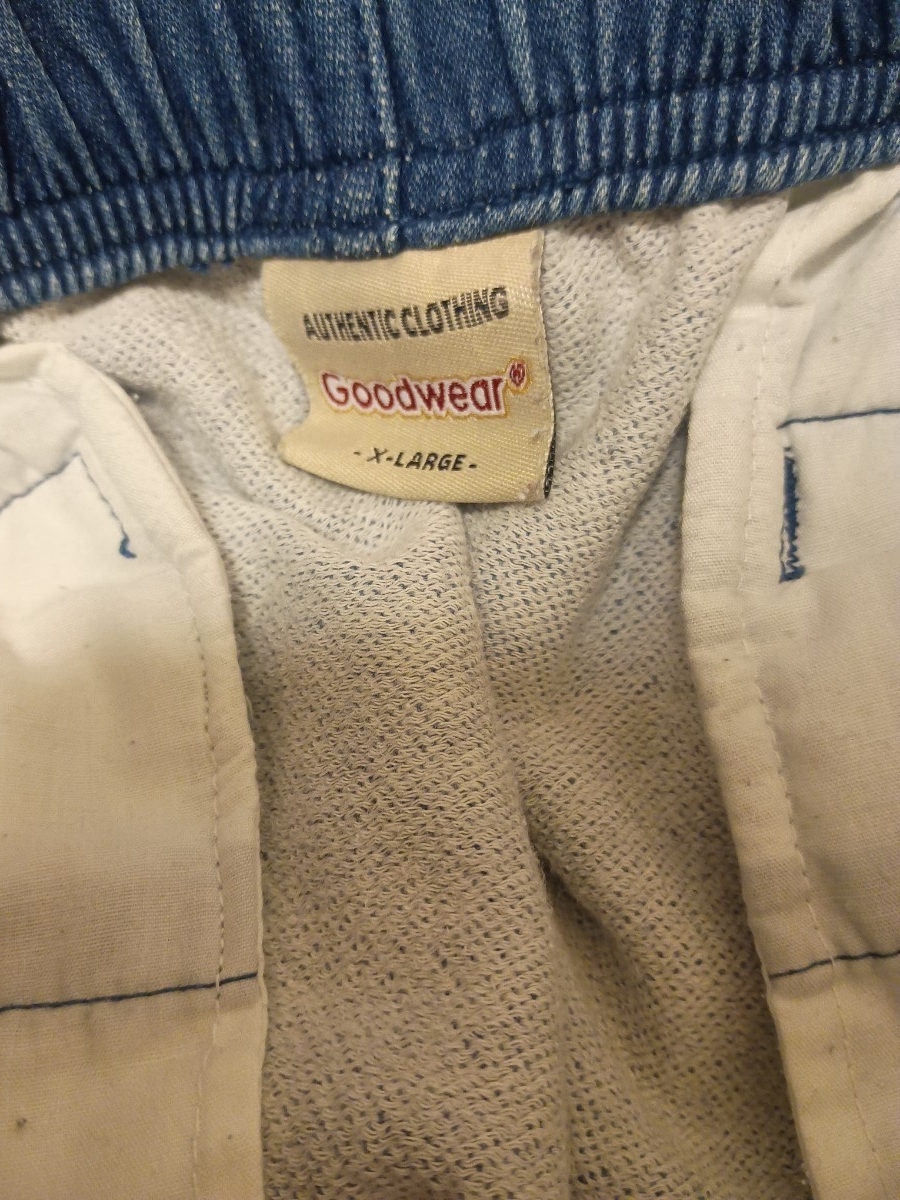 AUTHENTIC CLOTHING
Goodwear®
- X-LARGE -